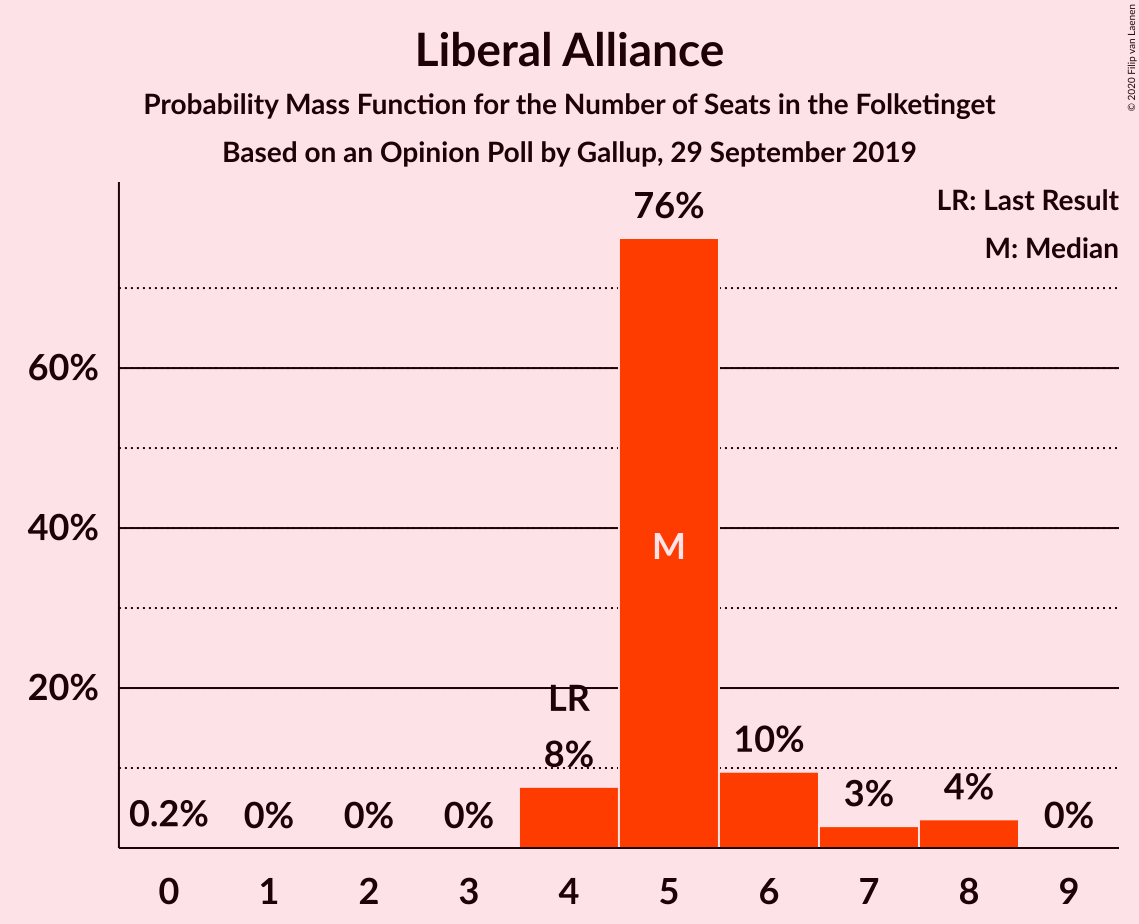 Liberal Alliance
Probability Mass Function for the Number of Seats in the Folketinget
Based on an Opinion Poll by Gallup, 29 September 2019
© 2020 Filip van Laenen
LR: Last Result
M: Median
76%
60%
40%
M
20%
LR
8%
10%
3%
4%
0.2%
0%
0%
0%
0%
0 1 2 3 4 5 6 7 8 9